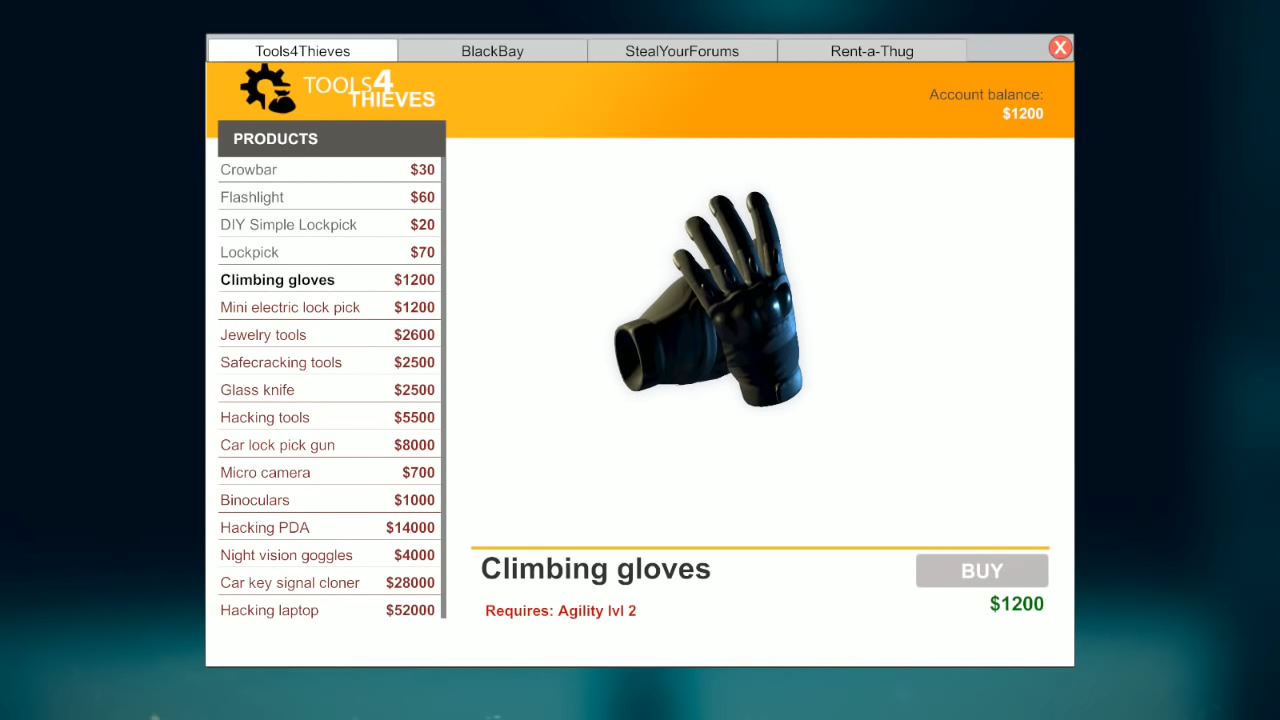 Tools4Thieves BlackBay StealYourForums Rent-a-Thug X
TOOLS4
THIEVES
Account balance:
$1200
PRODUCTS
Crowbar $30
Flashlight $60
DIY Simple Lockpick $20
Lockpick $70
Climbing gloves $1200
Mini electric lock pick $1200
Jewelry tools $2600
Safecracking tools $2500
Glass knife $2500
Hacking tools $5500
Car lock pick gun $8000
Micro camera $700
Binoculars $1000
Hacking PDA $14000
Night vision goggles $4000
Car key signal cloner $28000
Hacking laptop $52000
Climbing gloves
BUY
$1200
Requires: Agility lvl 2